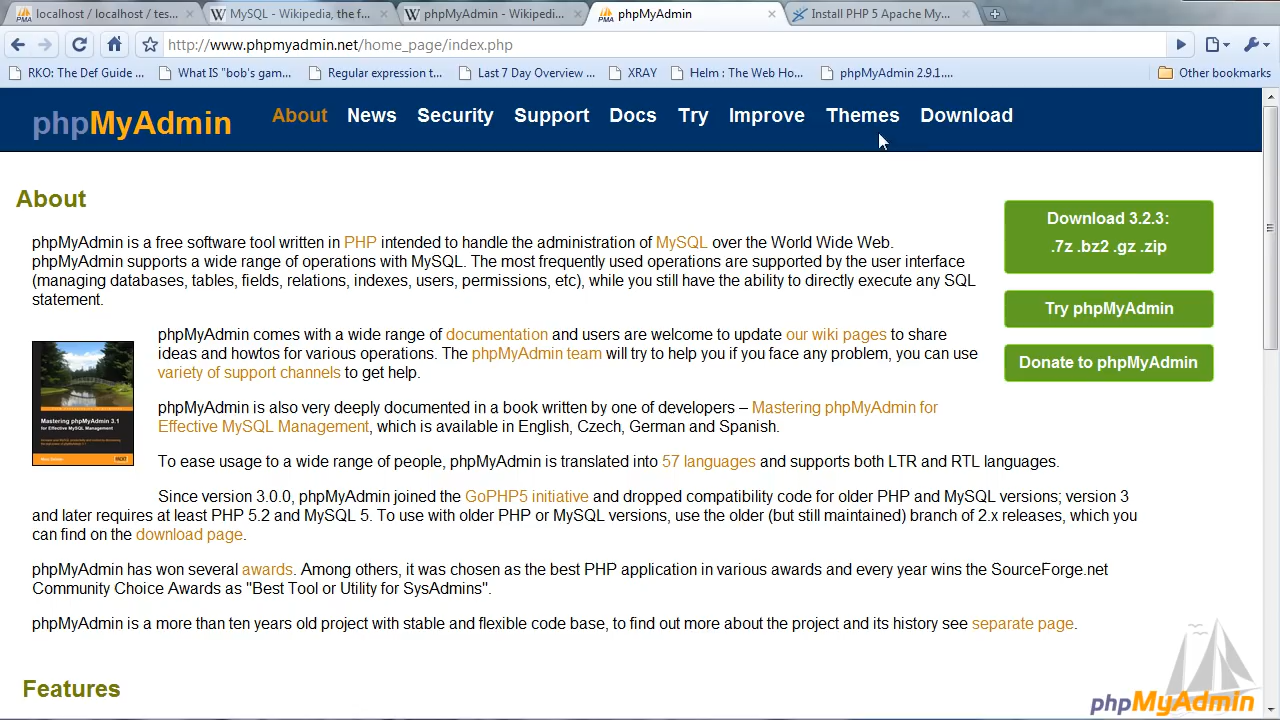 localhost / localhost / tes...
MySQL - Wikipedia, the f...
phpMyAdmin - Wikipedi...
phpMyAdmin
Install PHP 5 Apache My...
http://www.phpmyadmin.net/home_page/index.php
RKO: The Def Guide ...
What IS "bob's gam...
Regular expression t...
Last 7 Day Overview ...
XRAY
Helm : The Web Ho...
phpMyAdmin 2.9.1....
Other bookmarks
phpMyAdmin
About News Security Support Docs Try Improve Themes Download
About
phpMyAdmin is a free software tool written in PHP intended to handle the administration of MySQL over the World Wide Web.
phpMyAdmin supports a wide range of operations with MySQL. The most frequently used operations are supported by the user interface
(managing databases, tables, fields, relations, indexes, users, permissions, etc), while you still have the ability to directly execute any SQL
statement.
Download 3.2.3:
.7z .bz2 .gz .zip
Try phpMyAdmin
Donate to phpMyAdmin
phpMyAdmin comes with a wide range of documentation and users are welcome to update our wiki pages to share
ideas and howtos for various operations. The phpMyAdmin team will try to help you if you face any problem, you can use
variety of support channels to get help.
Mastering phpMyAdmin 3.1
for Effective MySQL Management
phpMyAdmin is also very deeply documented in a book written by one of developers – Mastering phpMyAdmin for
Effective MySQL Management, which is available in English, Czech, German and Spanish.
To ease usage to a wide range of people, phpMyAdmin is translated into 57 languages and supports both LTR and RTL languages.
Since version 3.0.0, phpMyAdmin joined the GoPHP5 initiative and dropped compatibility code for older PHP and MySQL versions; version 3
and later requires at least PHP 5.2 and MySQL 5. To use with older PHP or MySQL versions, use the older (but still maintained) branch of 2.x releases, which you
can find on the download page.
phpMyAdmin has won several awards. Among others, it was chosen as the best PHP application in various awards and every year wins the SourceForge.net
Community Choice Awards as "Best Tool or Utility for SysAdmins".
phpMyAdmin is a more than ten years old project with stable and flexible code base, to find out more about the project and its history see separate page.
Features
phpMyAdmin